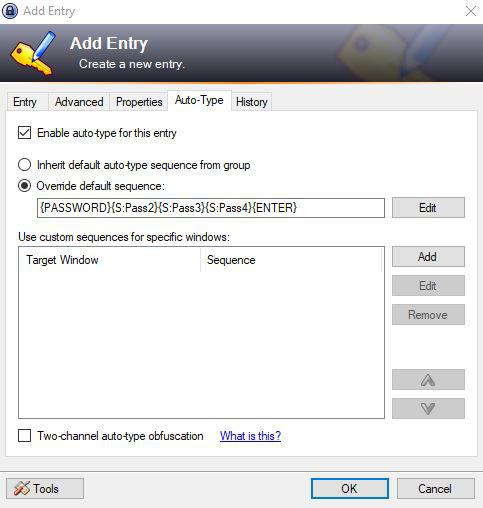 Add Entry
Add Entry
Create a new entry.
Entry Advanced Properties Auto-Type History
Enable auto-type for this entry
Inherit default auto-type sequence from group
Override default sequence:
{PASSWORD}{S:Pass2}{S:Pass3}{S:Pass4}{ENTER} Edit
Use custom sequences for specific windows:
Target Window Sequence Add
Edit
Remove
Two-channel auto-type obfuscation What is this?
Tools OK Cancel